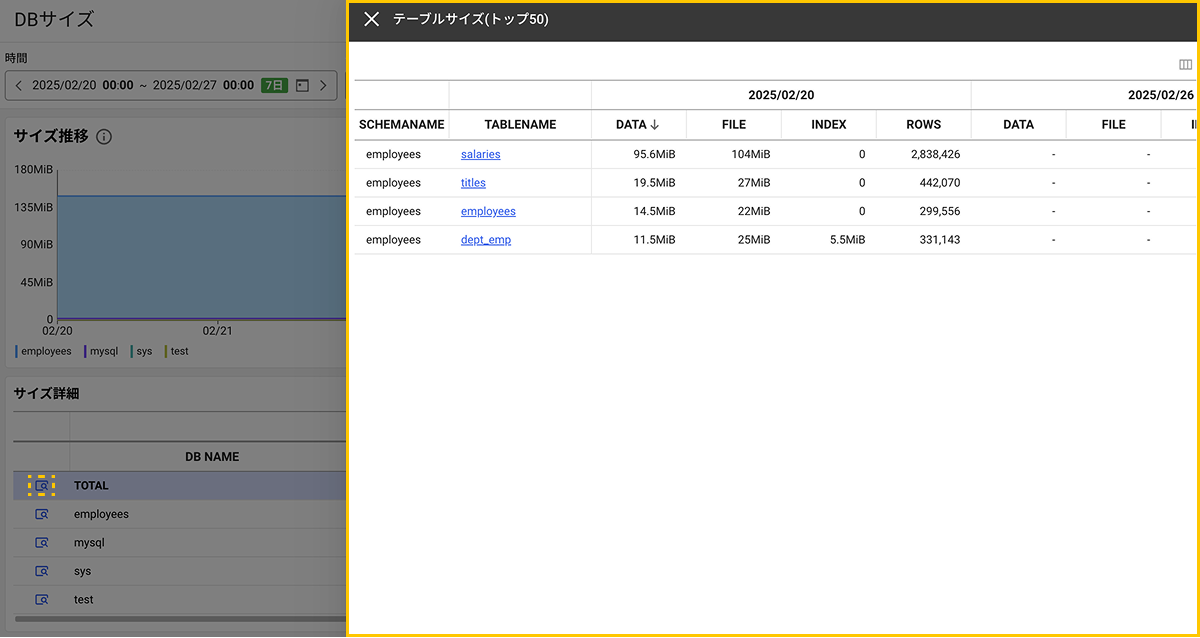 DBサイズ
時間
2025/02/20 00:00 ~ 2025/02/27 00:00 7日
サイズ推移
180MiB
135MiB
90MiB
45MiB
0
02/20 02/21
employees mysql sys test
サイズ詳細
DB NAME
TOTAL
employees
mysql
sys
test
テーブルサイズ(トップ50)
2025/02/20 2025/02/26
SCHEMANAME TABLENAME DATA FILE INDEX ROWS DATA FILE
employees salaries 95.6MiB 104MiB 0 2,838,426 - -
employees titles 19.5MiB 27MiB 0 442,070 - -
employees employees 14.5MiB 22MiB 0 299,556 - -
employees dept_emp 11.5MiB 25MiB 5.5MiB 331,143 - -